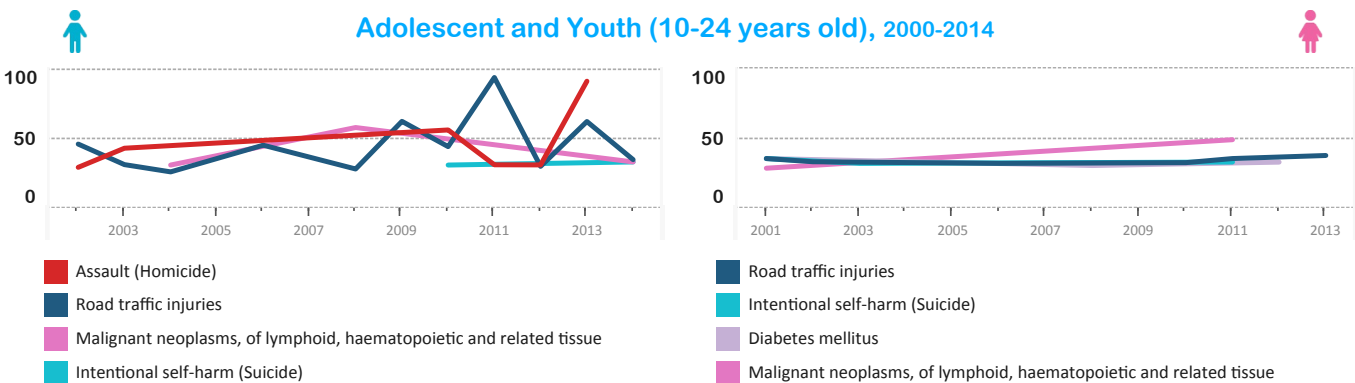 Adolescent and Youth (10-24 years old), 2000-2014
100
50
0
2003 2005 2007 2009 2011 2013
Assault (Homicide)
Road traffic injuries
Malignant neoplasms, of lymphoid, haematopoietic and related tissue
Intentional self-harm (Suicide)
100
50
0
2001 2003 2005 2007 2009 2011 2013
Road traffic injuries
Intentional self-harm (Suicide)
Diabetes mellitus
Malignant neoplasms, of lymphoid, haematopoietic and related tissue